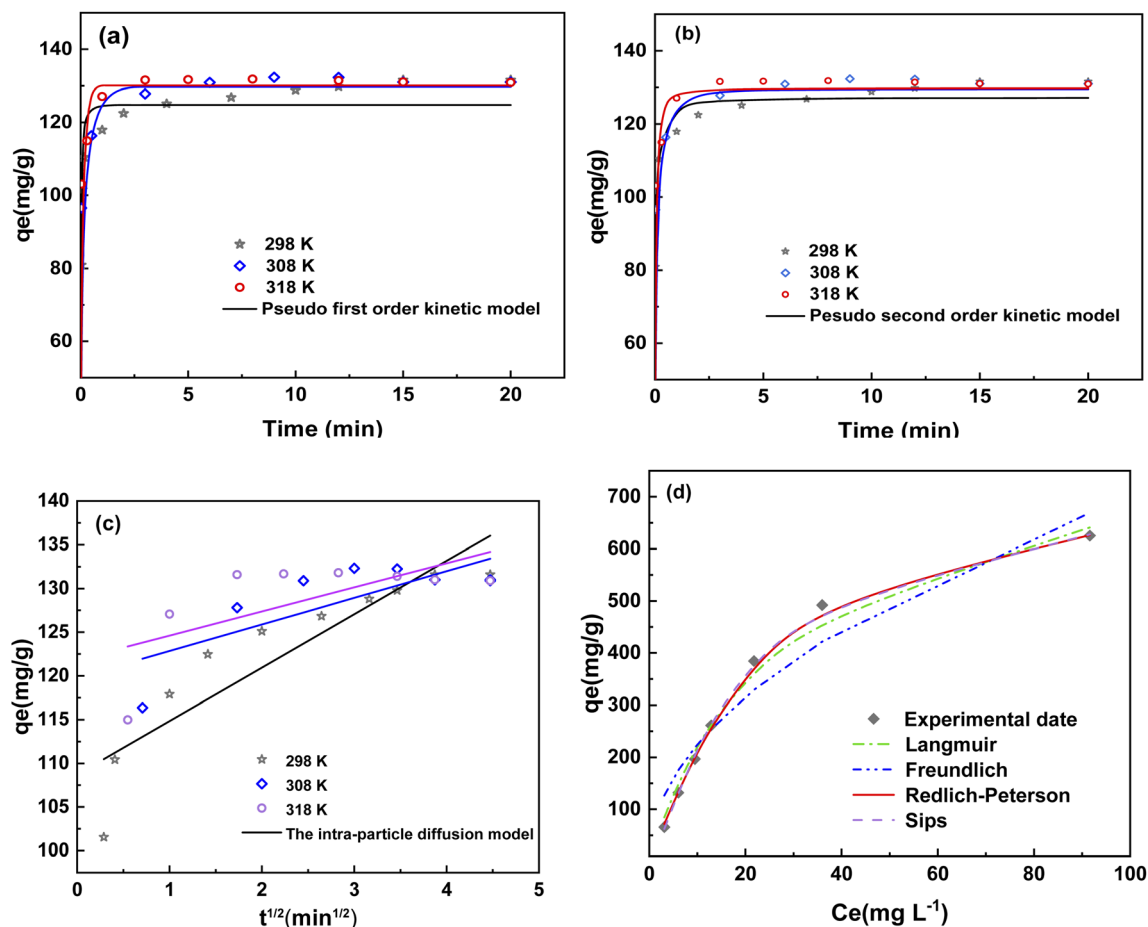 (a)
140
120
100
80
60
qe(mg/g)
298 K
308 K
318 K
Pseudo first order kinetic model
0 5 10 15 20
Time (min)
(b)
140
120
100
80
60
qe(mg/g)
298 K
308 K
318 K
Pesudo second order kinetic model
0 5 10 15 20
Time (min)
(c)
140
135
130
125
120
115
110
105
100
qe(mg/g)
298 K
308 K
318 K
The intra-particle diffusion model
0 1 2 3 4 5
t^1/2(min^1/2)
(d)
700
600
500
400
300
200
100
qe(mg/g)
Experimental date
Langmuir
Freundlich
Redlich-Peterson
Sips
0 20 40 60 80 100
Ce(mg L^-1)